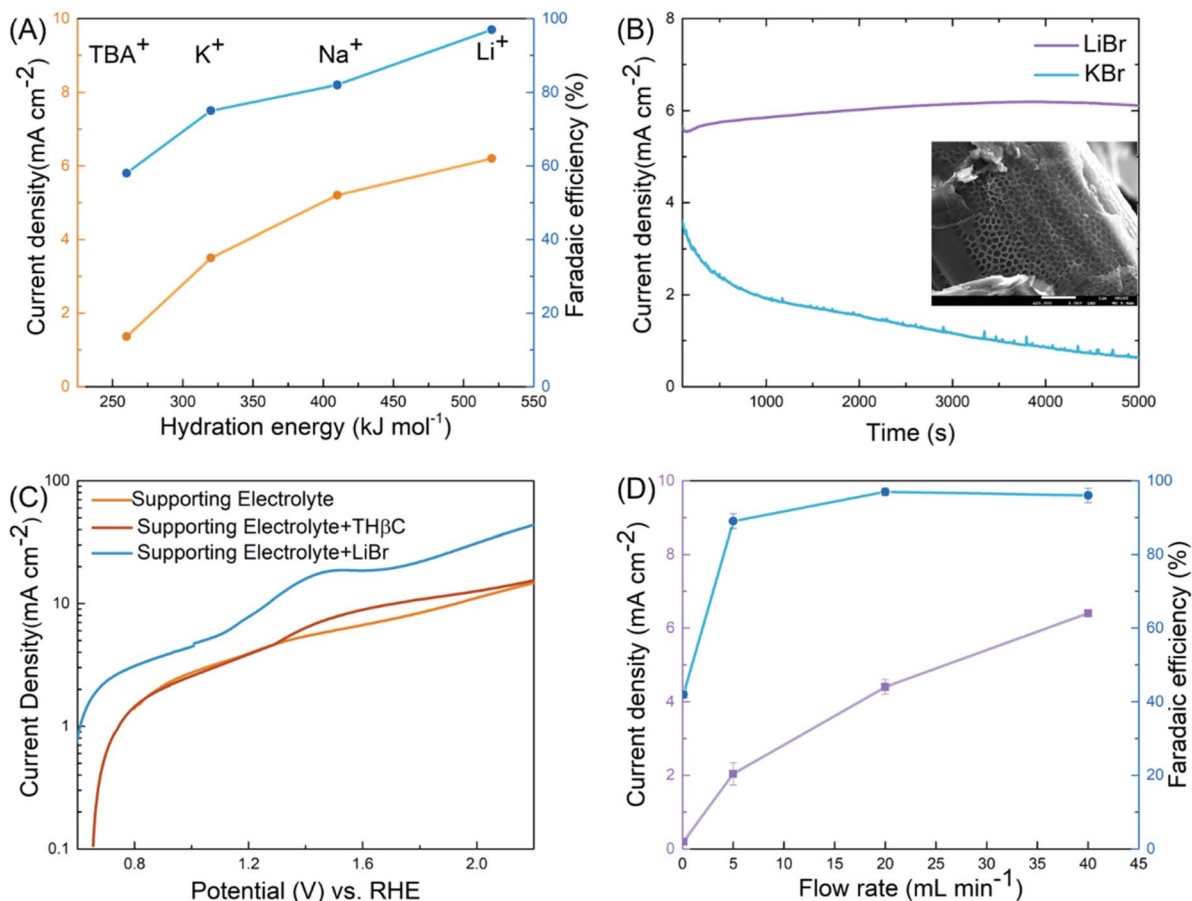 (A)
TBA+
K+
Na+
Li+
10
8
6
4
2
0
Current density(mA cm-2)
100
80
60
40
20
0
Faradaic efficiency (%)
250 300 350 400 450 500 550
Hydration energy (kJ mol-1)
(B)
LiBr
KBr
8
6
4
2
0
Current density(mA cm-2)
1000 2000 3000 4000 5000
Time (s)
(C)
Supporting Electrolyte
Supporting Electrolyte+THβC
Supporting Electrolyte+LiBr
100
10
1
0.1
Current Density(mA cm-2)
0.8 1.2 1.6 2.0
Potential (V) vs. RHE
(D)
10
8
6
4
2
0
Current density (mA cm-2)
100
80
60
40
20
0
Faradaic efficiency (%)
0 5 10 15 20 25 30 35 40 45
Flow rate (mL min-1)